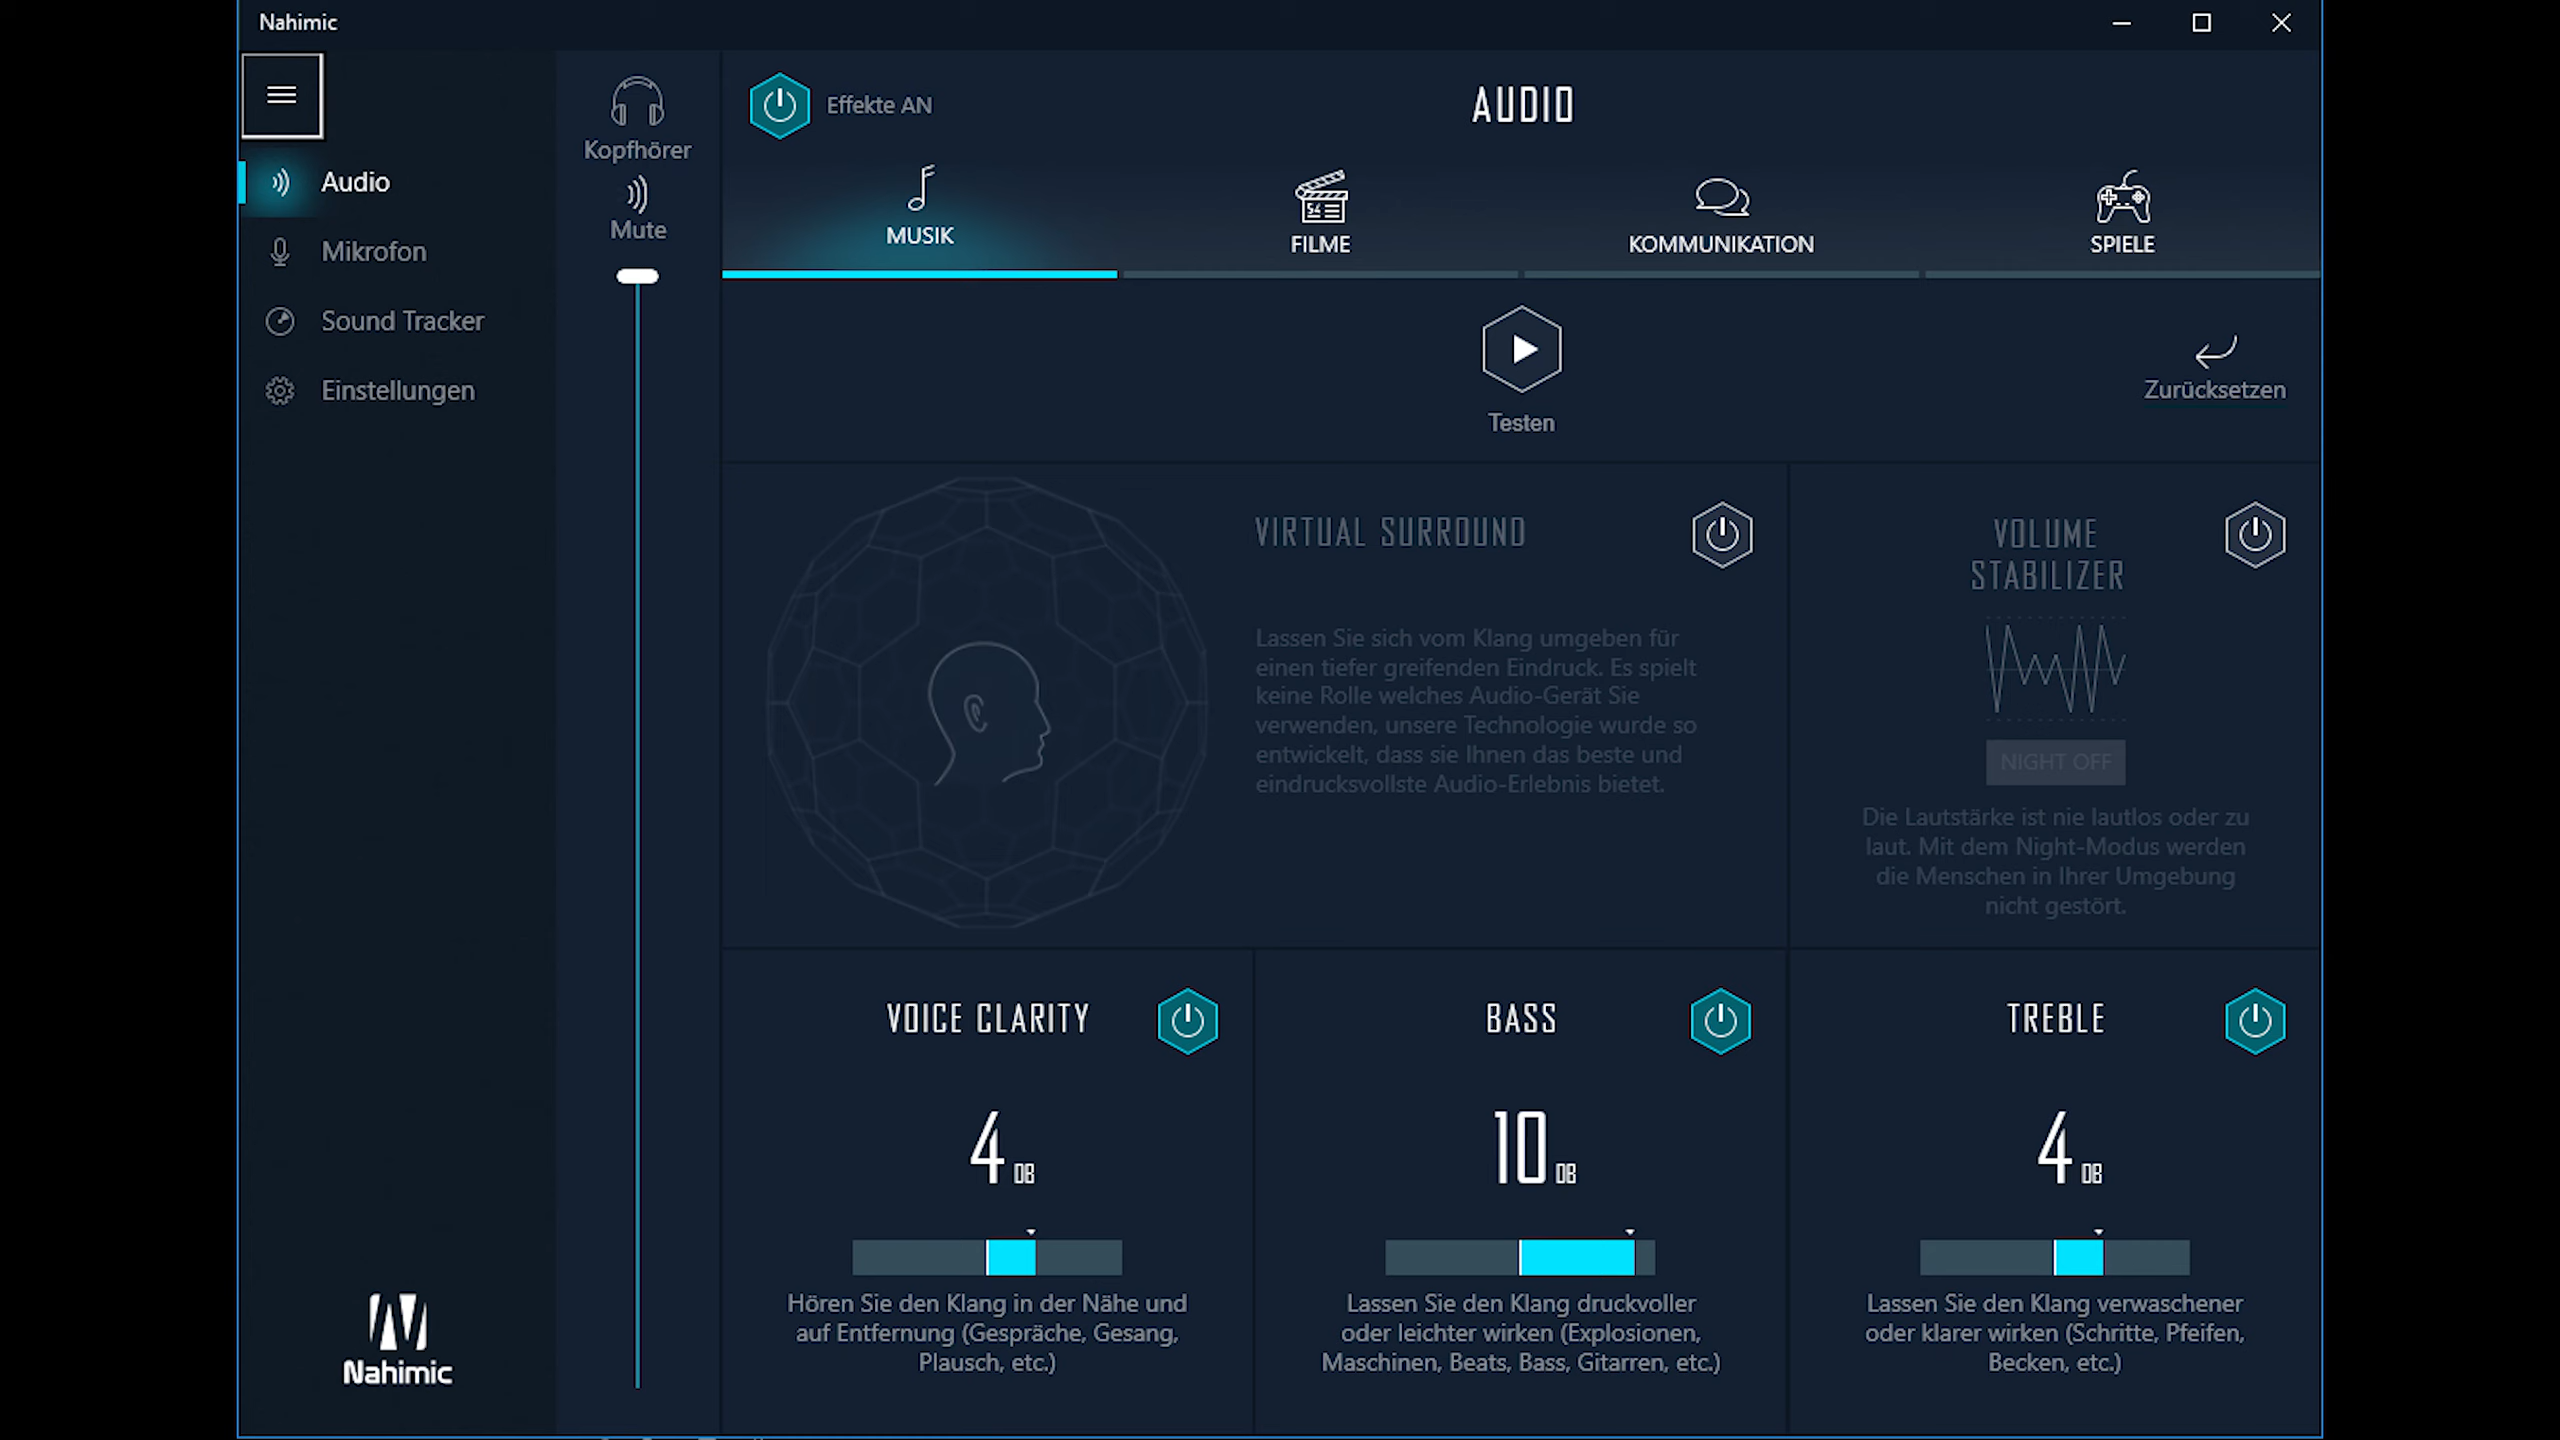 Nahimic
Effekte AN
AUDIO
Kopfhörer
Mute
Audio
Mikrofon
Sound Tracker
Einstellungen
MUSIK
FILME
KOMMUNIKATION
SPIELE
Testen
Zurücksetzen
VIRTUAL SURROUND
Lassen Sie sich vom Klang umgeben für
einen tiefer greifenden Eindruck. Es spielt
keine Rolle welches Audio-Gerät Sie
verwenden, unsere Technologie wurde so
entwickelt, dass sie Ihnen das beste und
eindrucksvollste Audio-Erlebnis bietet.
VOLUME
STABILIZER
NIGHT OFF
Die Lautstärke ist nie lautlos oder zu
laut. Mit dem Night-Modus werden
die Menschen in Ihrer Umgebung
nicht gestört.
VOICE CLARITY
4 DB
Hören Sie den Klang in der Nähe und
auf Entfernung (Gespräche, Gesang,
Plausch, etc.)
BASS
10 DB
Lassen Sie den Klang druckvoller
oder leichter wirken (Explosionen,
Maschinen, Beats, Bass, Gitarren, etc.)
TREBLE
4 DB
Lassen Sie den Klang verwaschener
oder klarer wirken (Schritte, Pfeifen,
Becken, etc.)
Nahimic